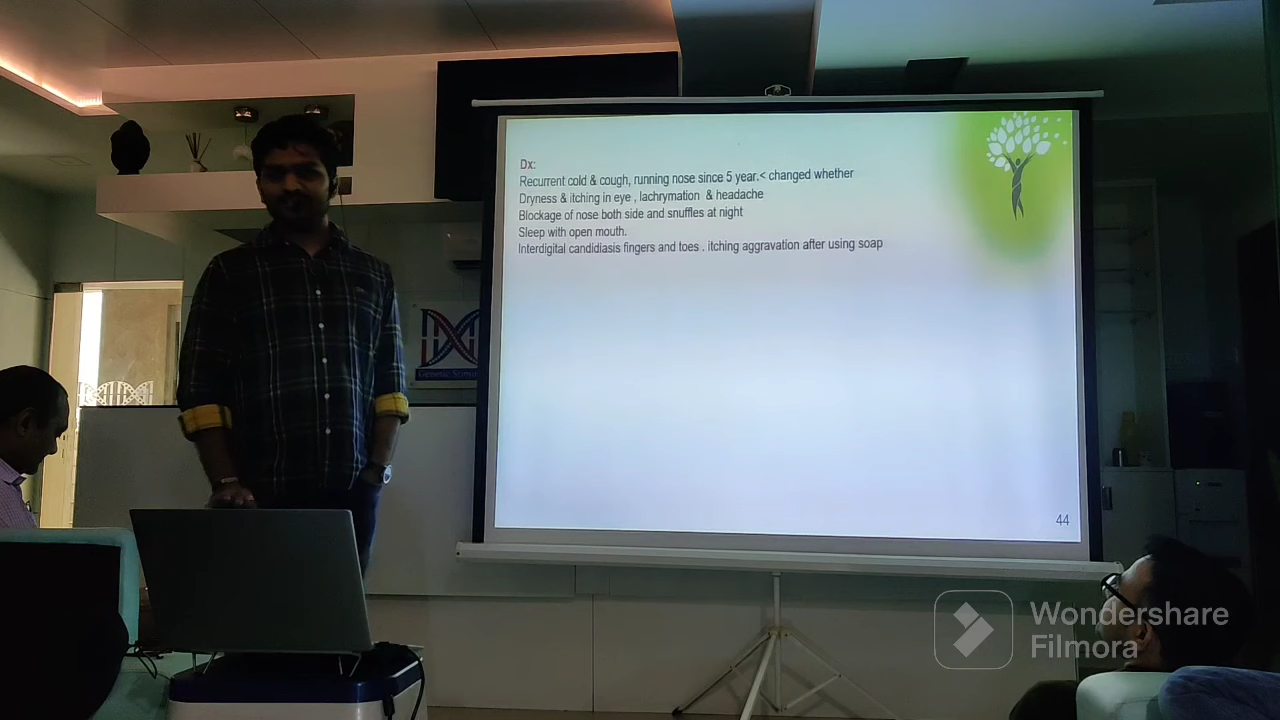 Dx:
Recurrent cold & cough, running nose since 5 year.< changed whether
Dryness & itching in eye , lachrymation & headache
Blockage of nose both side and snuffles at night
Sleep with open mouth.
Interdigital candidiasis fingers and toes . itching aggravation after using soap
44
Wondershare
Filmora